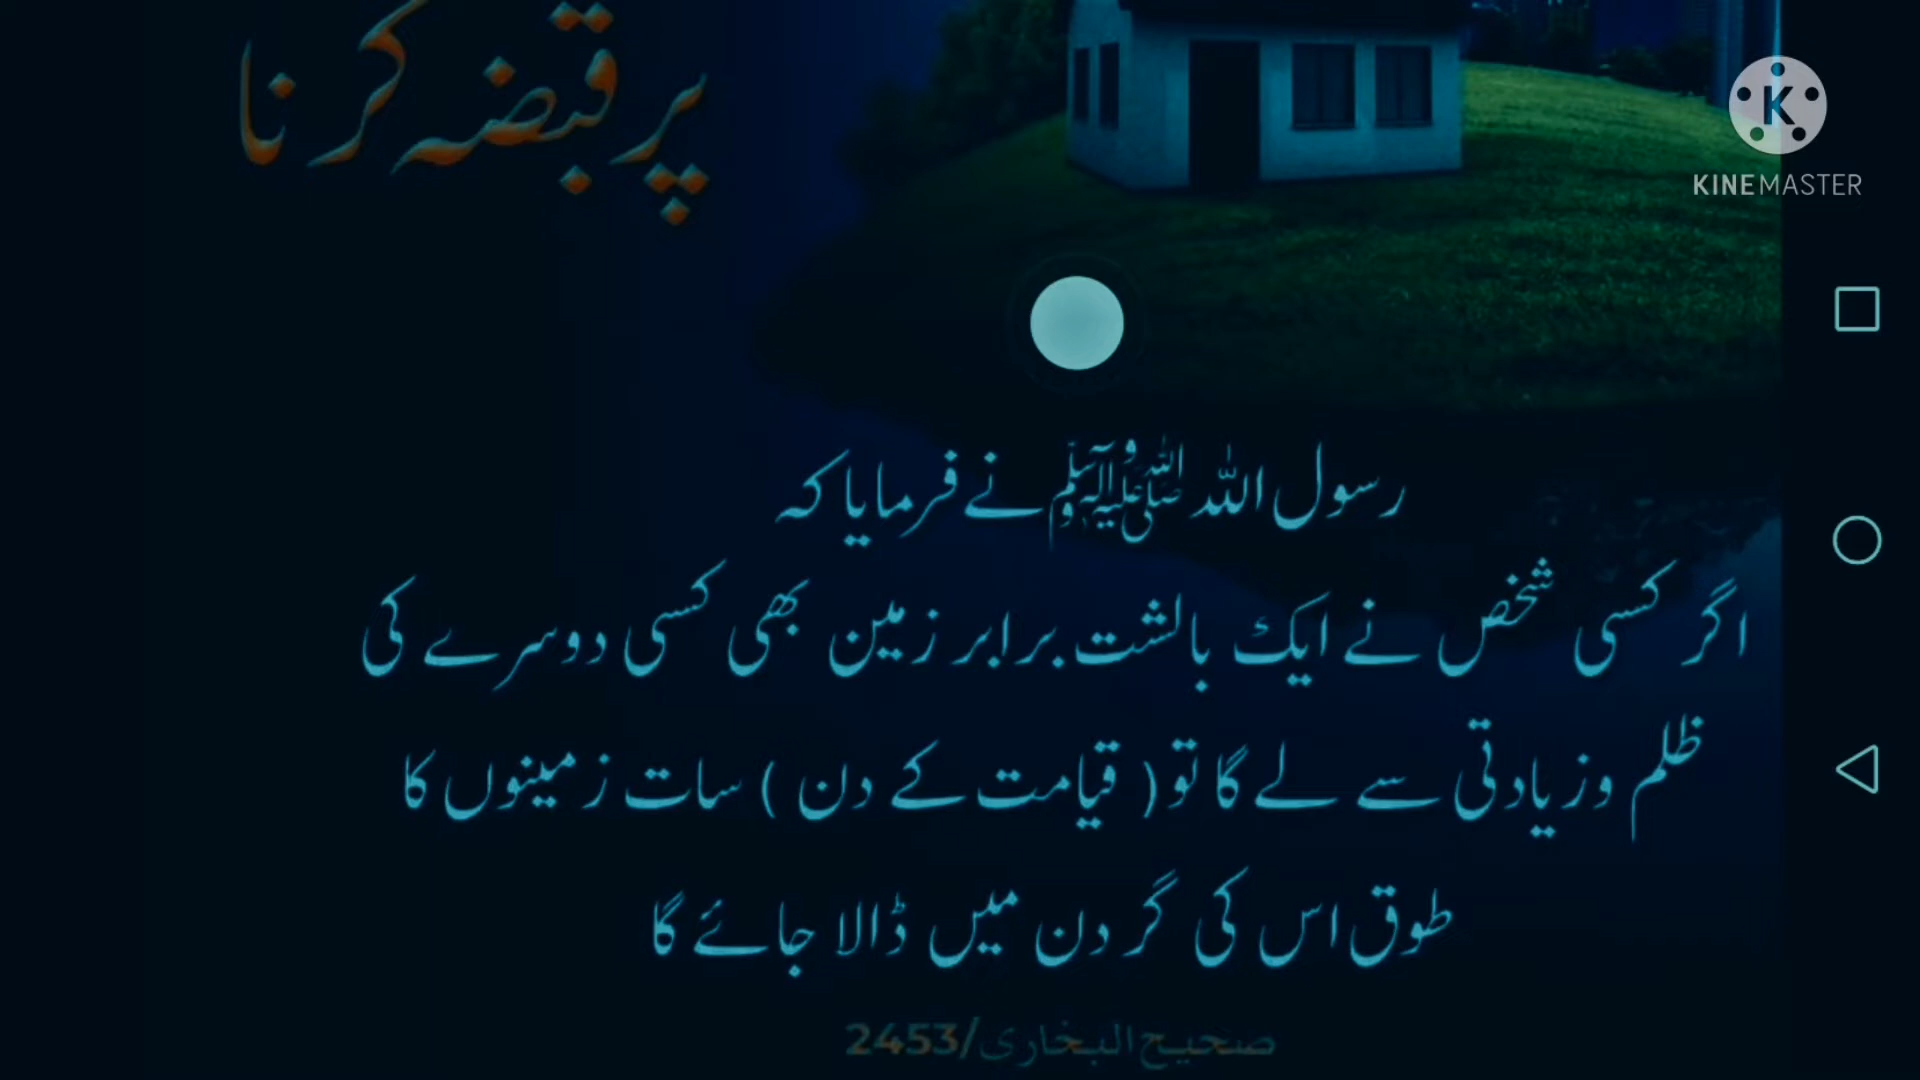 پر قبضہ کرنا
KINEMASTER
رسول اللہ ﷺ نے فرمایا کہ
اگر کسی شخص نے ایک بالشت برابر زمین بھی کسی دوسرے کی
ظلم وزیادتی سے لے گا تو ( قیامت کے دن ) سات زمینوں کا
طوق اس کی گردن میں ڈالا جائے گا
صحیح البخاری/2453